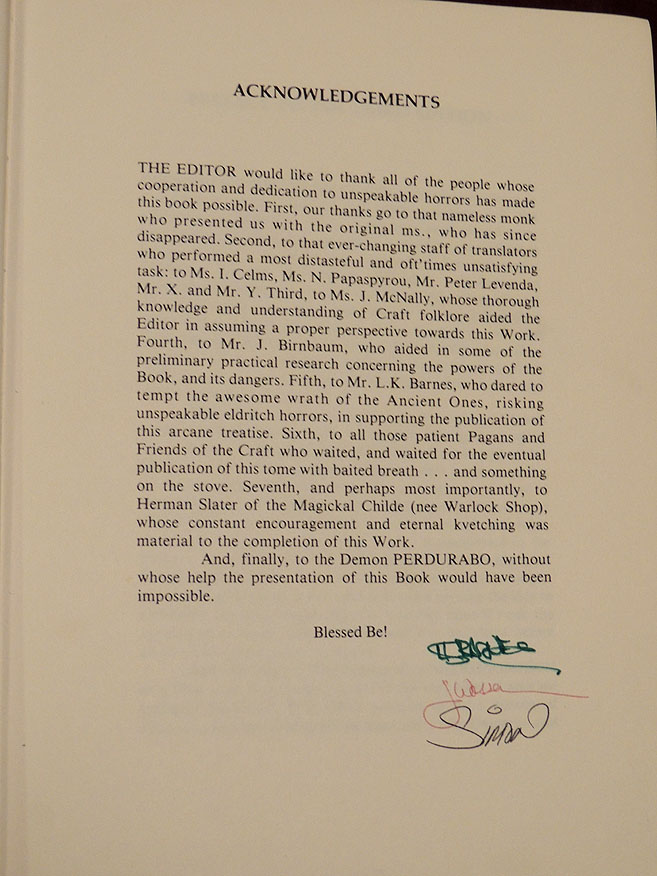 ACKNOWLEDGEMENTS
THE EDITOR would like to thank all of the people whose
cooperation and dedication to unspeakable horrors has made
this book possible. First, our thanks go to that nameless monk
who presented us with the original ms., who has since
disappeared. Second, to that ever-changing staff of translators
who performed a most distasteful and oft'times unsatisfying
task: to Ms. I. Celms, Ms. N. Papaspyrou, Mr. Peter Levenda,
Mr. X. and Mr. Y. Third, to Ms. J. McNally, whose thorough
knowledge and understanding of Craft folklore aided the
Editor in assuming a proper perspective towards this Work.
Fourth, to Mr. J. Birnbaum, who aided in some of the
preliminary practical research concerning the powers of the
Book, and its dangers. Fifth, to Mr. L.K. Barnes, who dared to
tempt the awesome wrath of the Ancient Ones, risking
unspeakable eldritch horrors, in supporting the publication of
this arcane treatise. Sixth, to all those patient Pagans and
Friends of the Craft who waited, and waited for the eventual
publication of this tome with baited breath . . . and something
on the stove. Seventh, and perhaps most importantly, to
Herman Slater of the Magickal Childe (nee Warlock Shop),
whose constant encouragement and eternal kvetching was
material to the completion of this Work.
And, finally, to the Demon PERDURABO, without
whose help the presentation of this Book would have been
impossible.
Blessed Be!
Simon